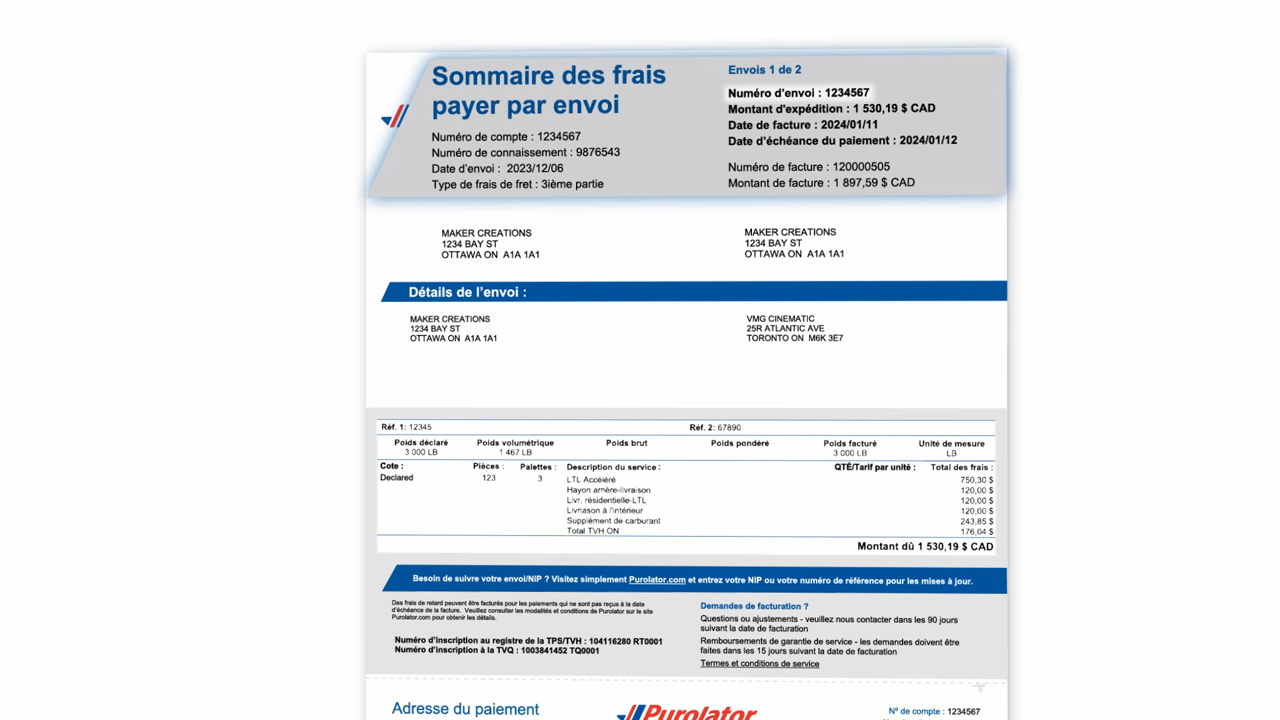 Sommaire des frais
payer par envoi
Numéro de compte : 1234567
Numéro de connaissement : 9876543
Date d'envoi : 2023/12/06
Type de frais de fret : 3ième partie
Envois 1 de 2
Numéro d'envoi : 1234567
Montant d'expédition : 1 530,19 $ CAD
Date de facture : 2024/01/11
Date d'échéance du paiement : 2024/01/12
Numéro de facture : 120000505
Montant de facture : 1 897,59 $ CAD
MAKER CREATIONS
1234 BAY ST
OTTAWA ON A1A 1A1
MAKER CREATIONS
1234 BAY ST
OTTAWA ON A1A 1A1
Détails de l'envoi :
MAKER CREATIONS
1234 BAY ST
OTTAWA ON A1A 1A1
VMG CINEMATIC
25R ATLANTIC AVE
TORONTO ON M6K 3E7
Réf. 1: 12345 Réf. 2: 67890
Poids déclaré Poids volumétrique Poids brut Poids pondéré Poids facturé Unité de mesure
3 000 LB 1 467 LB 3 000 LB LB
Cote : Pièces : Palettes : Description du service : QTÉ/Tarif par unité : Total des frais :
Declared 123 3 LTL Accéléré 750,30 $
Hayon arrière-livraison 120,00 $
Livr. résidentielle-LTL 120,00 $
Livriason à l'intérieur 120,00 $
Supplément de carburant 243,85 $
Total TVH ON 176,04 $
Montant dû 1 530,19 $ CAD
Besoin de suivre votre envoi/NIP ? Visitez simplement Purolator.com et entrez votre NIP ou votre numéro de référence pour les mises à jour.
Des frais de retard peuvent être facturés pour les paiements qui ne sont pas reçus à la date
d'échéance de la facture. Veuillez consulter les modalités et conditions de Purolator sur le site
Purolator.com pour obtenir les détails.
Numéro d'inscription au registre de la TPS/TVH : 104116280 RT0001
Numéro d'inscription à la TVQ : 1003841452 TQ0001
Demandes de facturation ?
Questions ou ajustements - veuillez nous contacter dans les 90 jours
suivant la date de facturation
Remboursements de garantie de service - les demandes doivent être
faites dans les 15 jours suivant la date de facturation
Termes et conditions de service
Adresse du paiement
Purolator
Nº de compte : 1234567